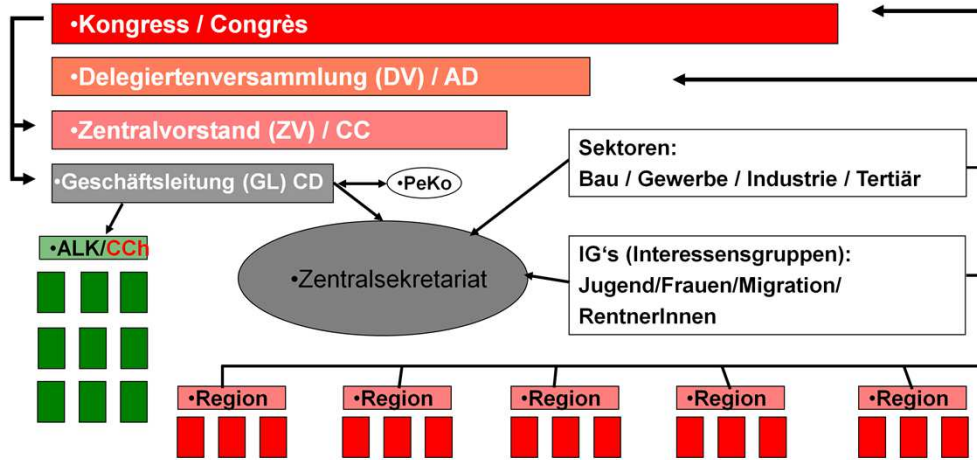 •Kongress / Congrès
•Delegiertenversammlung (DV) / AD
•Zentralvorstand (ZV) / CC
•Geschäftsleitung (GL) CD
•PeKo
Sektoren:
Bau / Gewerbe / Industrie / Tertiär
•ALK/CCh
•Zentralsekretariat
IG‘s (Interessensgruppen):
Jugend/Frauen/Migration/
RentnerInnen
•Region
•Region
•Region
•Region
•Region